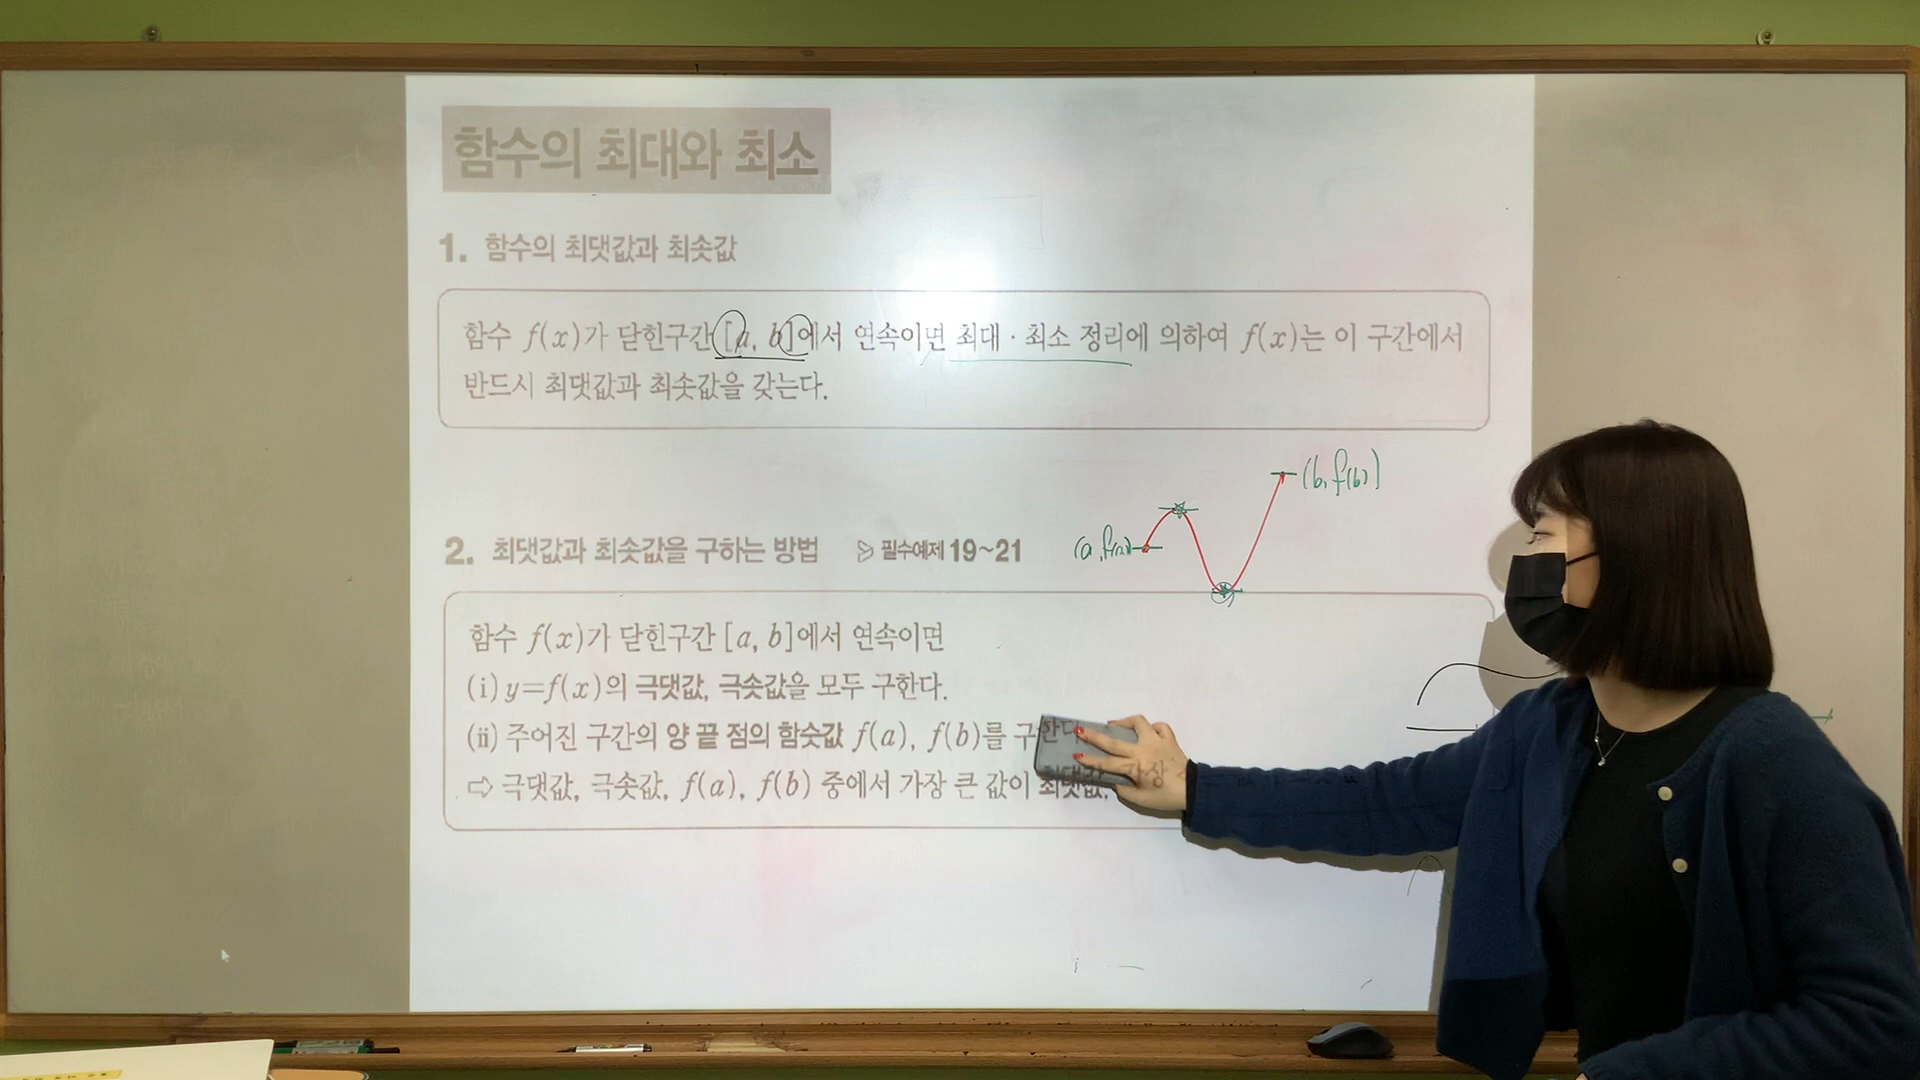 함수의 최대와 최소
1. 함수의 최댓값과 최솟값
함수 f(x)가 닫힌구간 [a, b]에서 연속이면 최대 · 최소 정리에 의하여 f(x)는 이 구간에서
반드시 최댓값과 최솟값을 갖는다.
(b, f(b))
(a, f(a))
2. 최댓값과 최솟값을 구하는 방법 필수예제 19~21
함수 f(x)가 닫힌구간 [a, b]에서 연속이면
(i) y=f(x)의 극댓값, 극솟값을 모두 구한다.
(ii) 주어진 구간의 양 끝 점의 함숫값 f(a), f(b)를 구한다
⇨ 극댓값, 극솟값, f(a), f(b) 중에서 가장 큰 값이 최댓값,